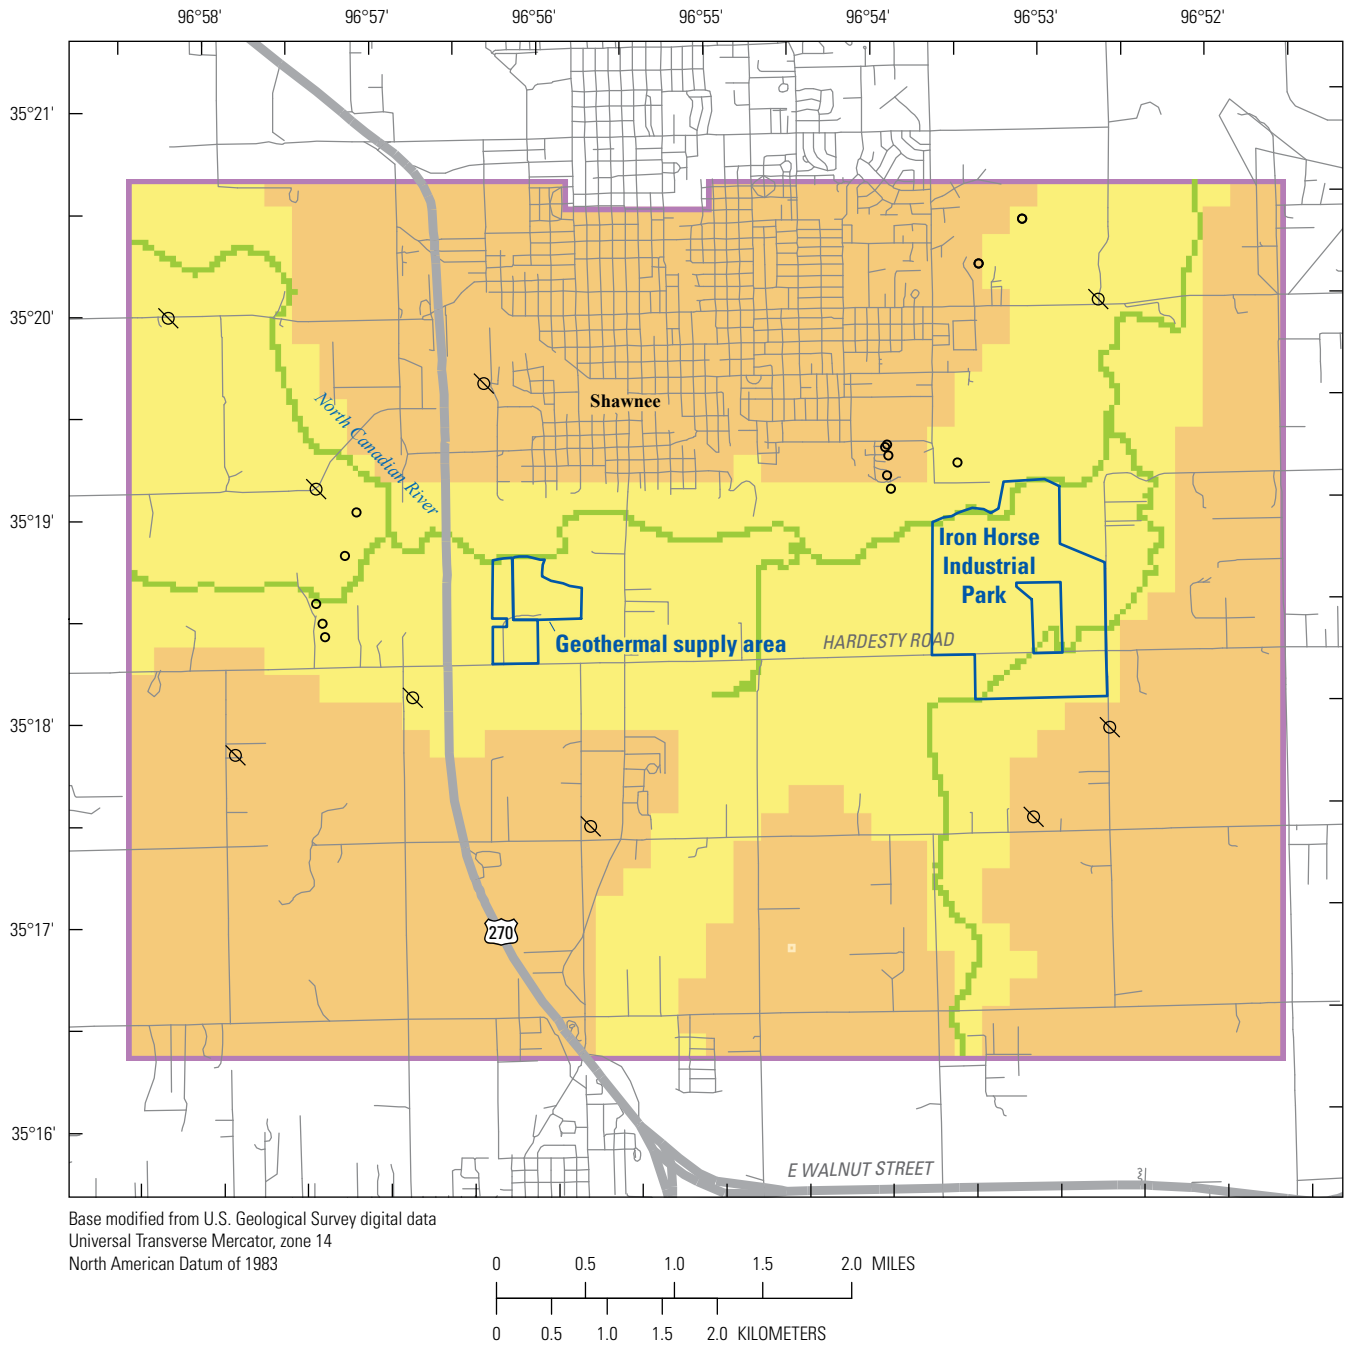 96°58'
96°57'
96°56'
96°55'
96°54'
96°53'
96°52'
35°21'
35°20'
35°19'
35°18'
35°17'
35°16'
Shawnee
North Canadian River
Iron Horse
Industrial
Park
Geothermal supply area
HARDESTY ROAD
270
E WALNUT STREET
Base modified from U.S. Geological Survey digital data
Universal Transverse Mercator, zone 14
North American Datum of 1983
0 0.5 1.0 1.5 2.0 MILES
0 0.5 1.0 1.5 2.0 KILOMETERS